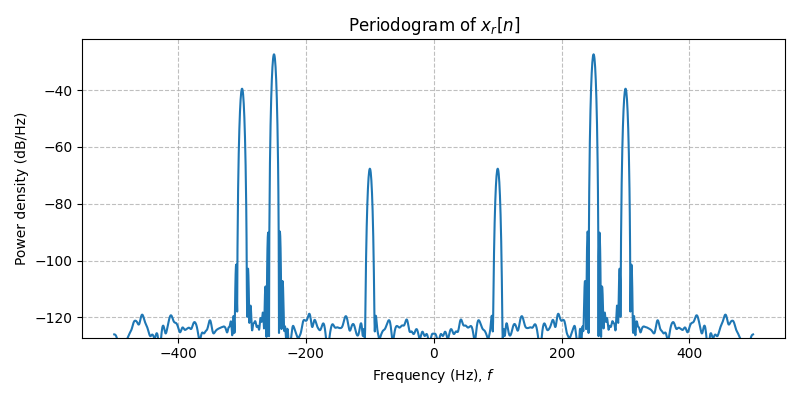 Periodogram of $x_r[n]$
Power density (dB/Hz)
−40
−60
−80
−100
−120
−400 −200 0 200 400
Frequency (Hz), f